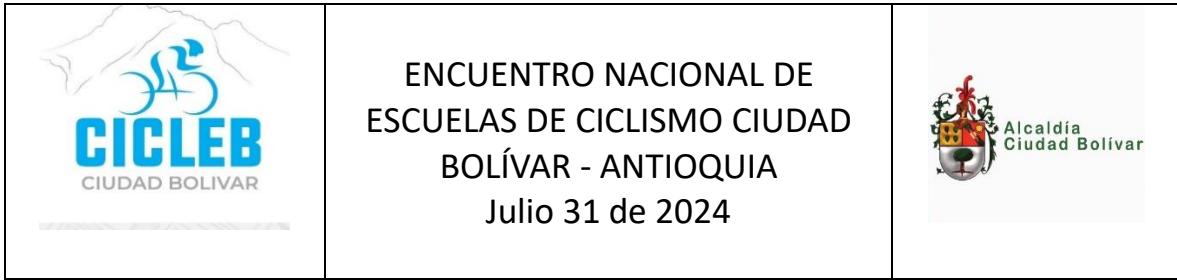 CICLEB
CIUDAD BOLIVAR
ENCUENTRO NACIONAL DE
ESCUELAS DE CICLISMO CIUDAD
BOLÍVAR - ANTIOQUIA
Julio 31 de 2024
Alcaldía
Ciudad Bolívar